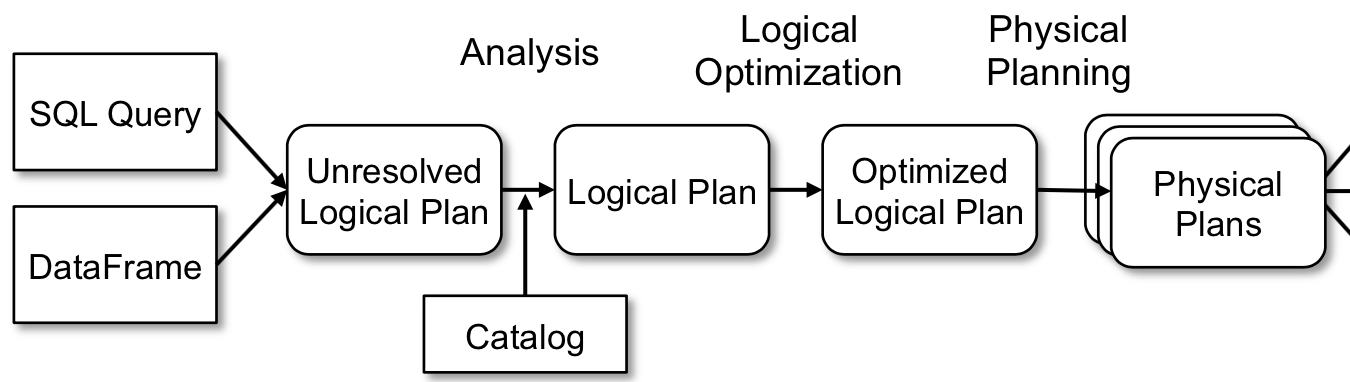 Analysis
Logical
Optimization
Physical
Planning
SQL Query
DataFrame
Unresolved
Logical Plan
Catalog
Logical Plan
Optimized
Logical Plan
Physical
Plans